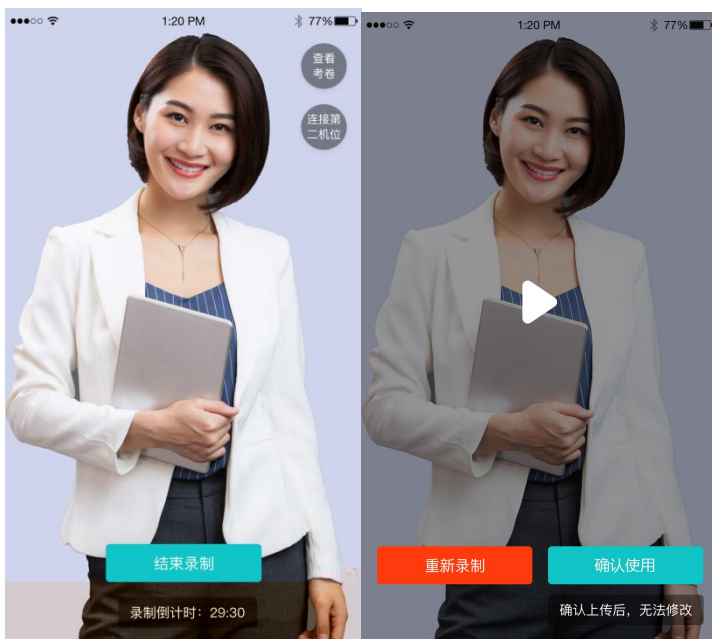 1:20 PM
77%
查看
考卷
连接第
二机位
结束录制
录制倒计时：29:30
1:20 PM
77%
重新录制
确认使用
确认上传后，无法修改